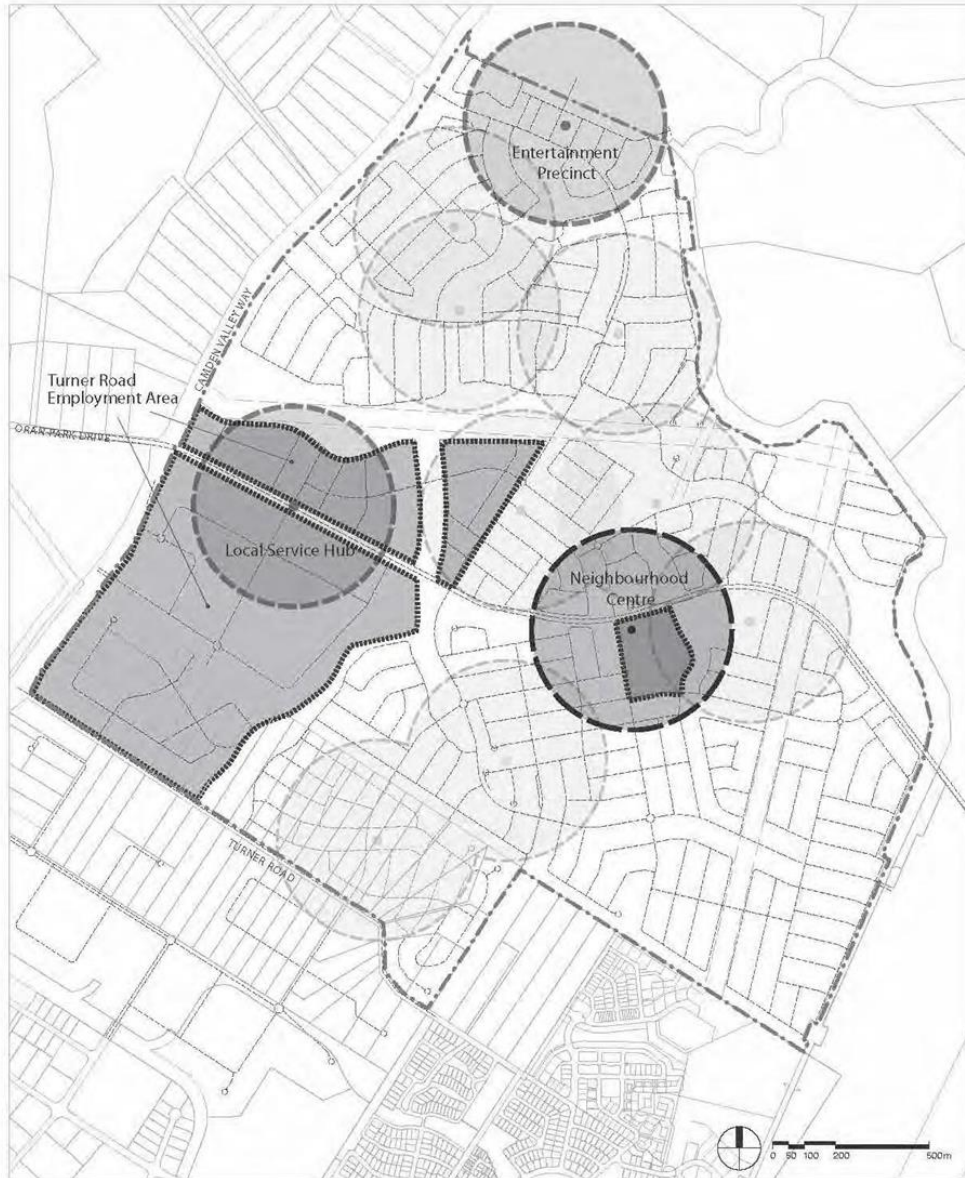 Entertainment
Precinct
CAMDEN VALLEY WAY
Turner Road
Employment Area
ORAN PARK DRIVE
Local Service Hub
Neighbourhood
Centre
TURNER ROAD
0 50 100 200 500m